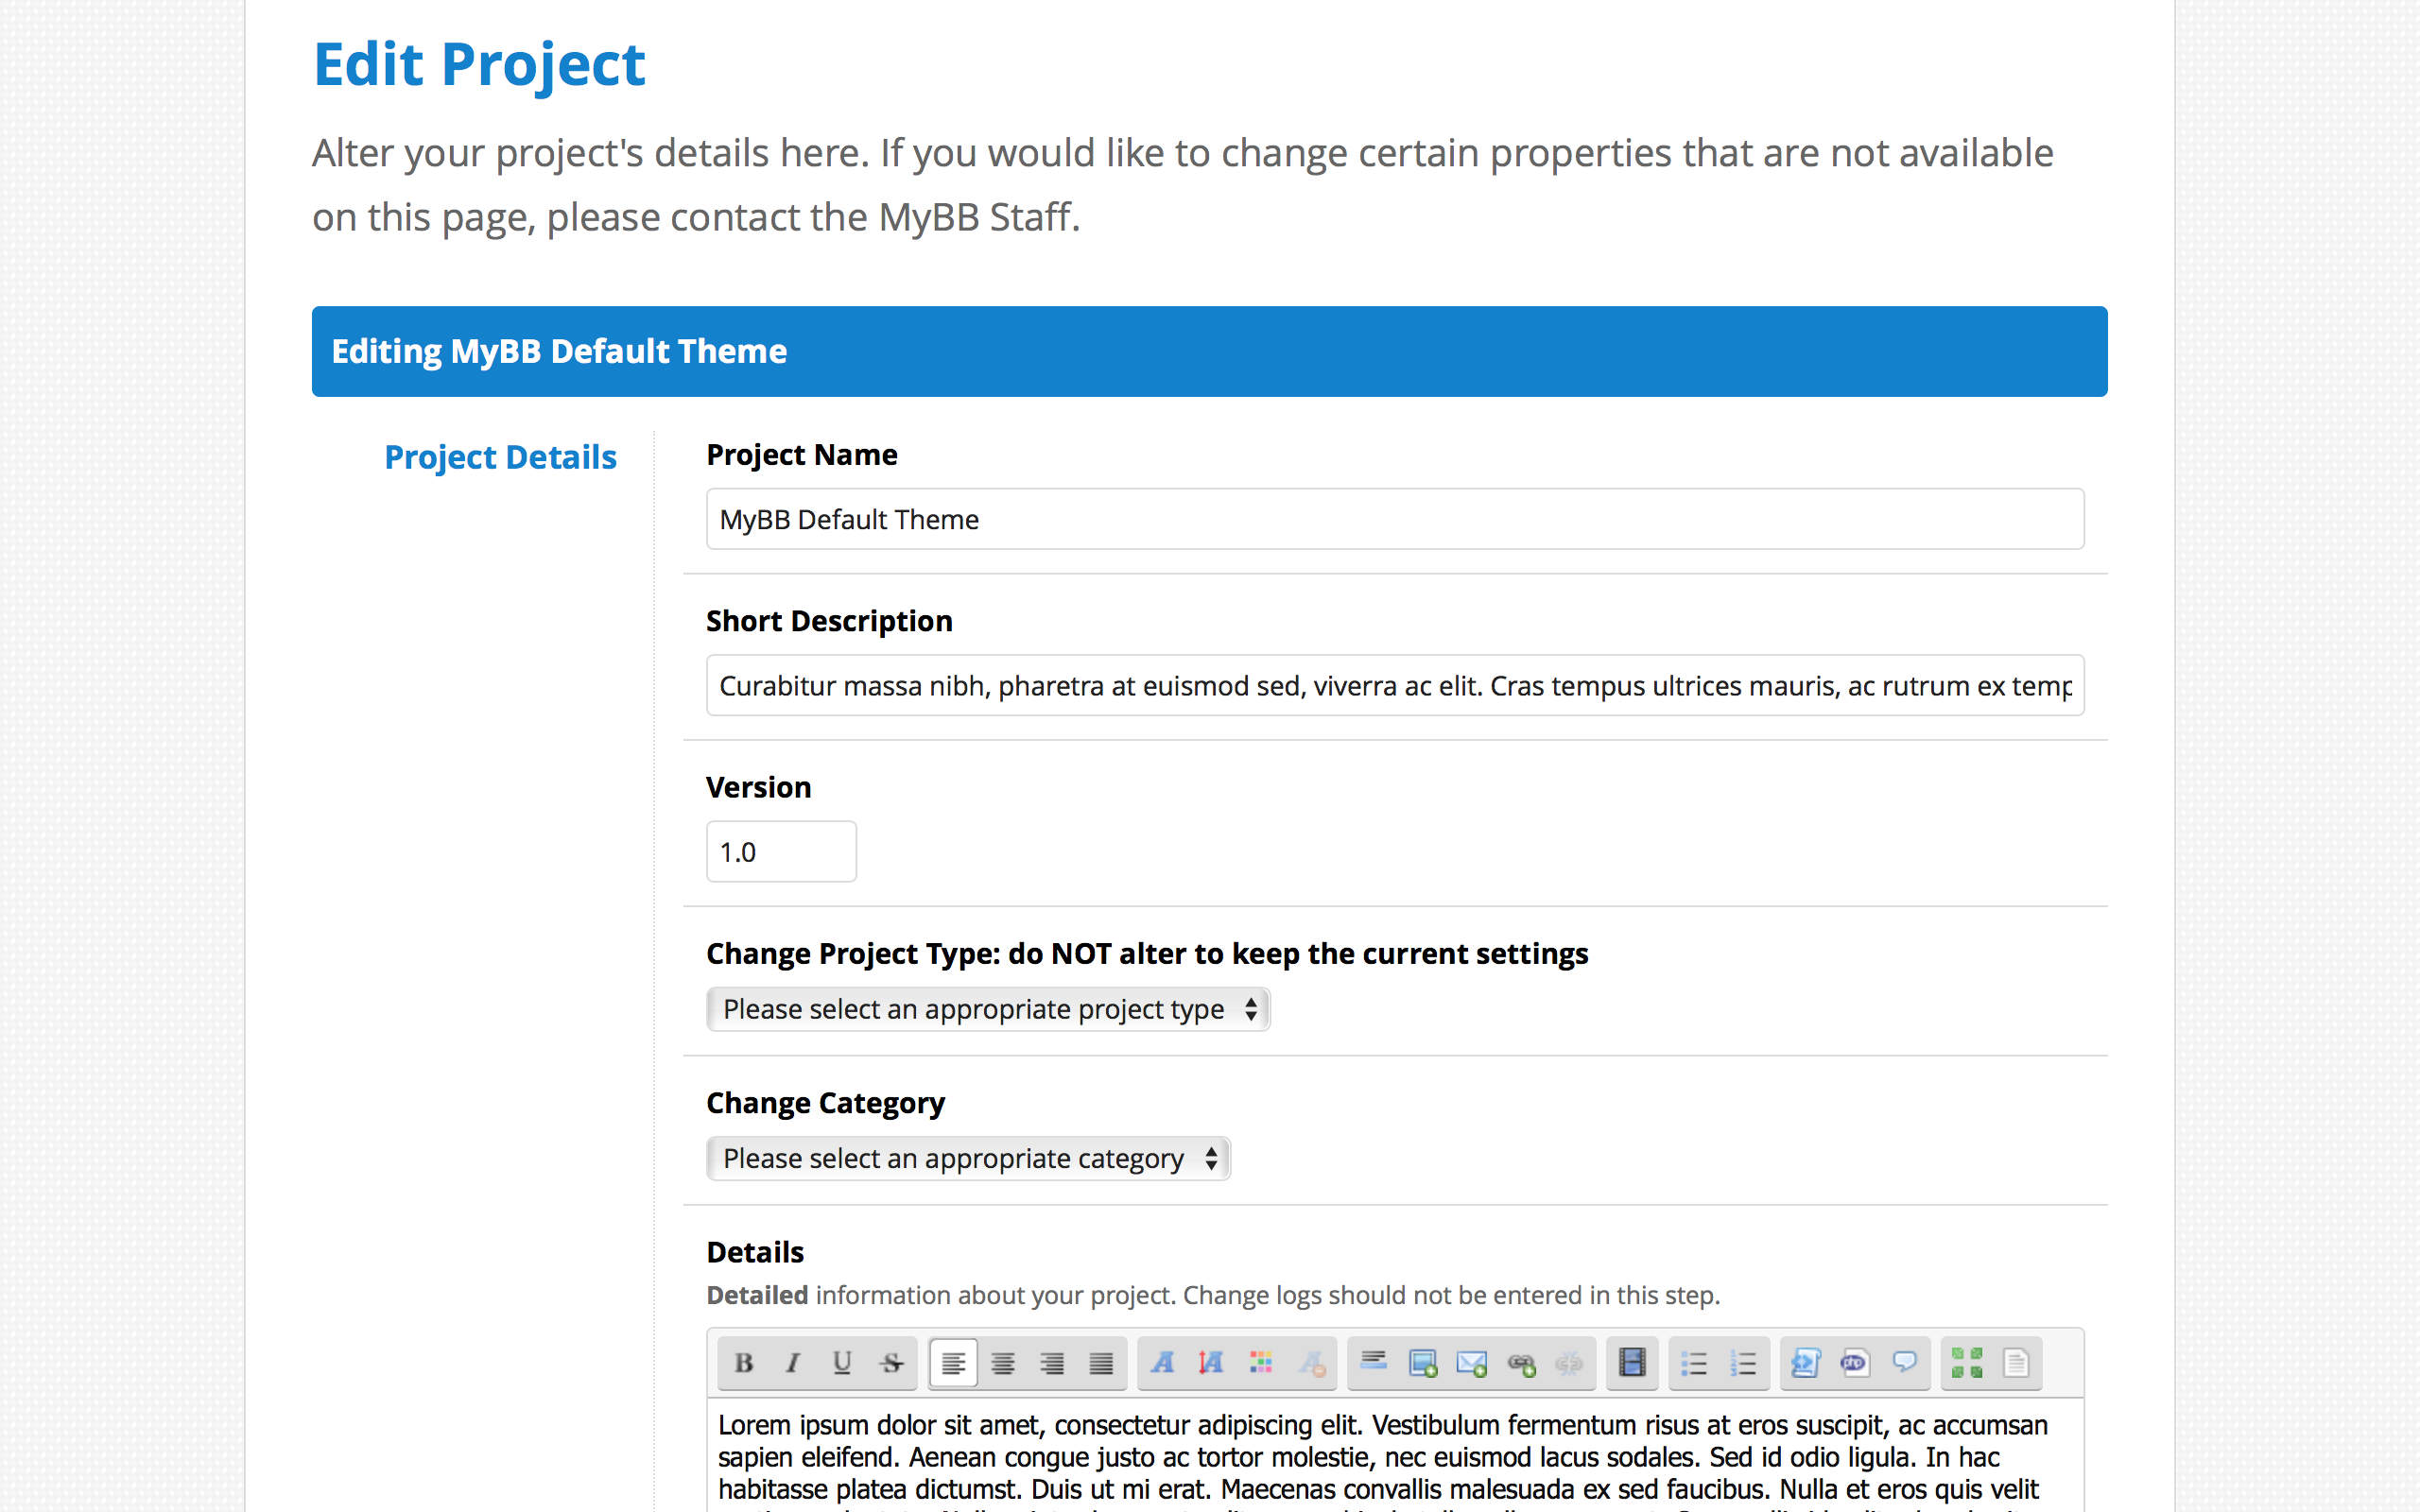 Edit Project
Alter your project's details here. If you would like to change certain properties that are not available
on this page, please contact the MyBB Staff.
Editing MyBB Default Theme
Project Details
Project Name
MyBB Default Theme
Short Description
Curabitur massa nibh, pharetra at euismod sed, viverra ac elit. Cras tempus ultrices mauris, ac rutrum ex temp
Version
1.0
Change Project Type: do NOT alter to keep the current settings
Please select an appropriate project type
Change Category
Please select an appropriate category
Details
Detailed information about your project. Change logs should not be entered in this step.
B I U S
Lorem ipsum dolor sit amet, consectetur adipiscing elit. Vestibulum fermentum risus at eros suscipit, ac accumsan
sapien eleifend. Aenean congue justo ac tortor molestie, nec euismod lacus sodales. Sed id odio ligula. In hac
habitasse platea dictumst. Duis ut mi erat. Maecenas convallis malesuada ex sed faucibus. Nulla et eros quis velit